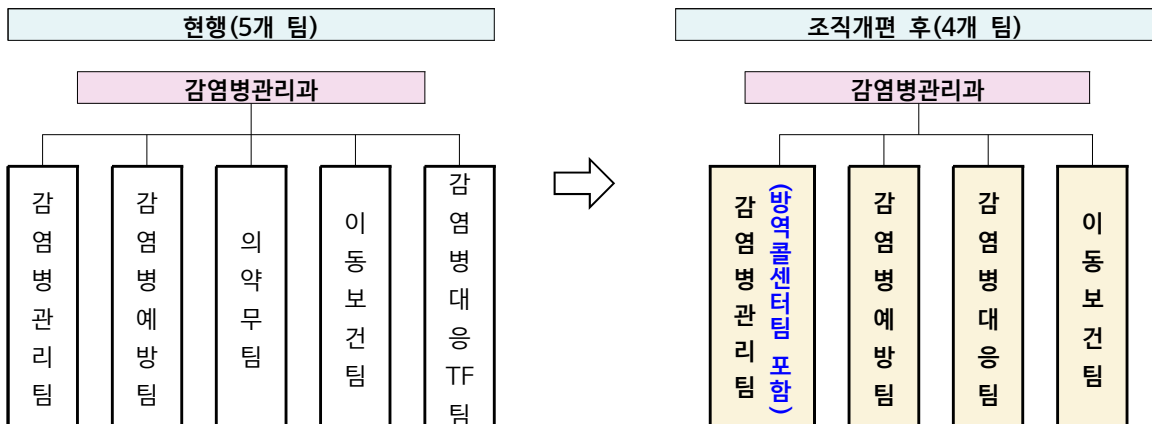 현행(5개 팀)
감염병관리과
감염병관리팀
감염병예방팀
의약무팀
이동보건팀
감염병대응TF팀
조직개편 후(4개 팀)
감염병관리과
감염병관리팀
(방역콜센터팀 포함)
감염병예방팀
감염병대응팀
이동보건팀